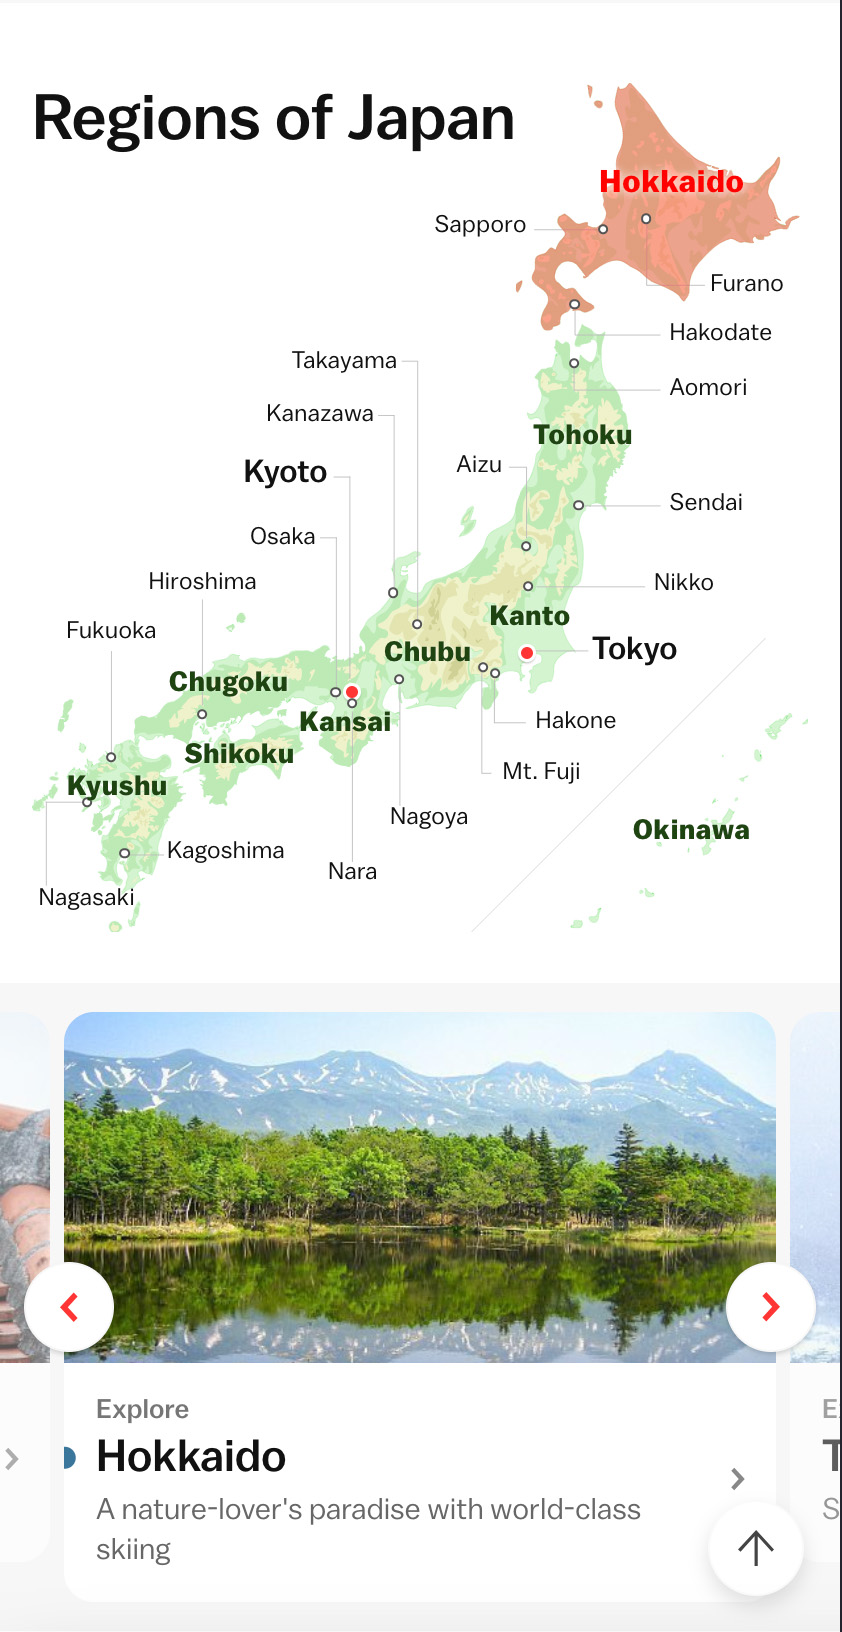 Regions of Japan
Hokkaido
Sapporo
Furano
Hakodate
Takayama
Aomori
Kanazawa
Tohoku
Kyoto
Aizu
Sendai
Osaka
Hiroshima
Nikko
Kanto
Fukuoka
Chubu
Tokyo
Chugoku
Kansai
Hakone
Shikoku
Mt. Fuji
Kyushu
Nagoya
Okinawa
Kagoshima
Nara
Nagasaki
Explore
Hokkaido
A nature-lover's paradise with world-class
skiing
E
T
S